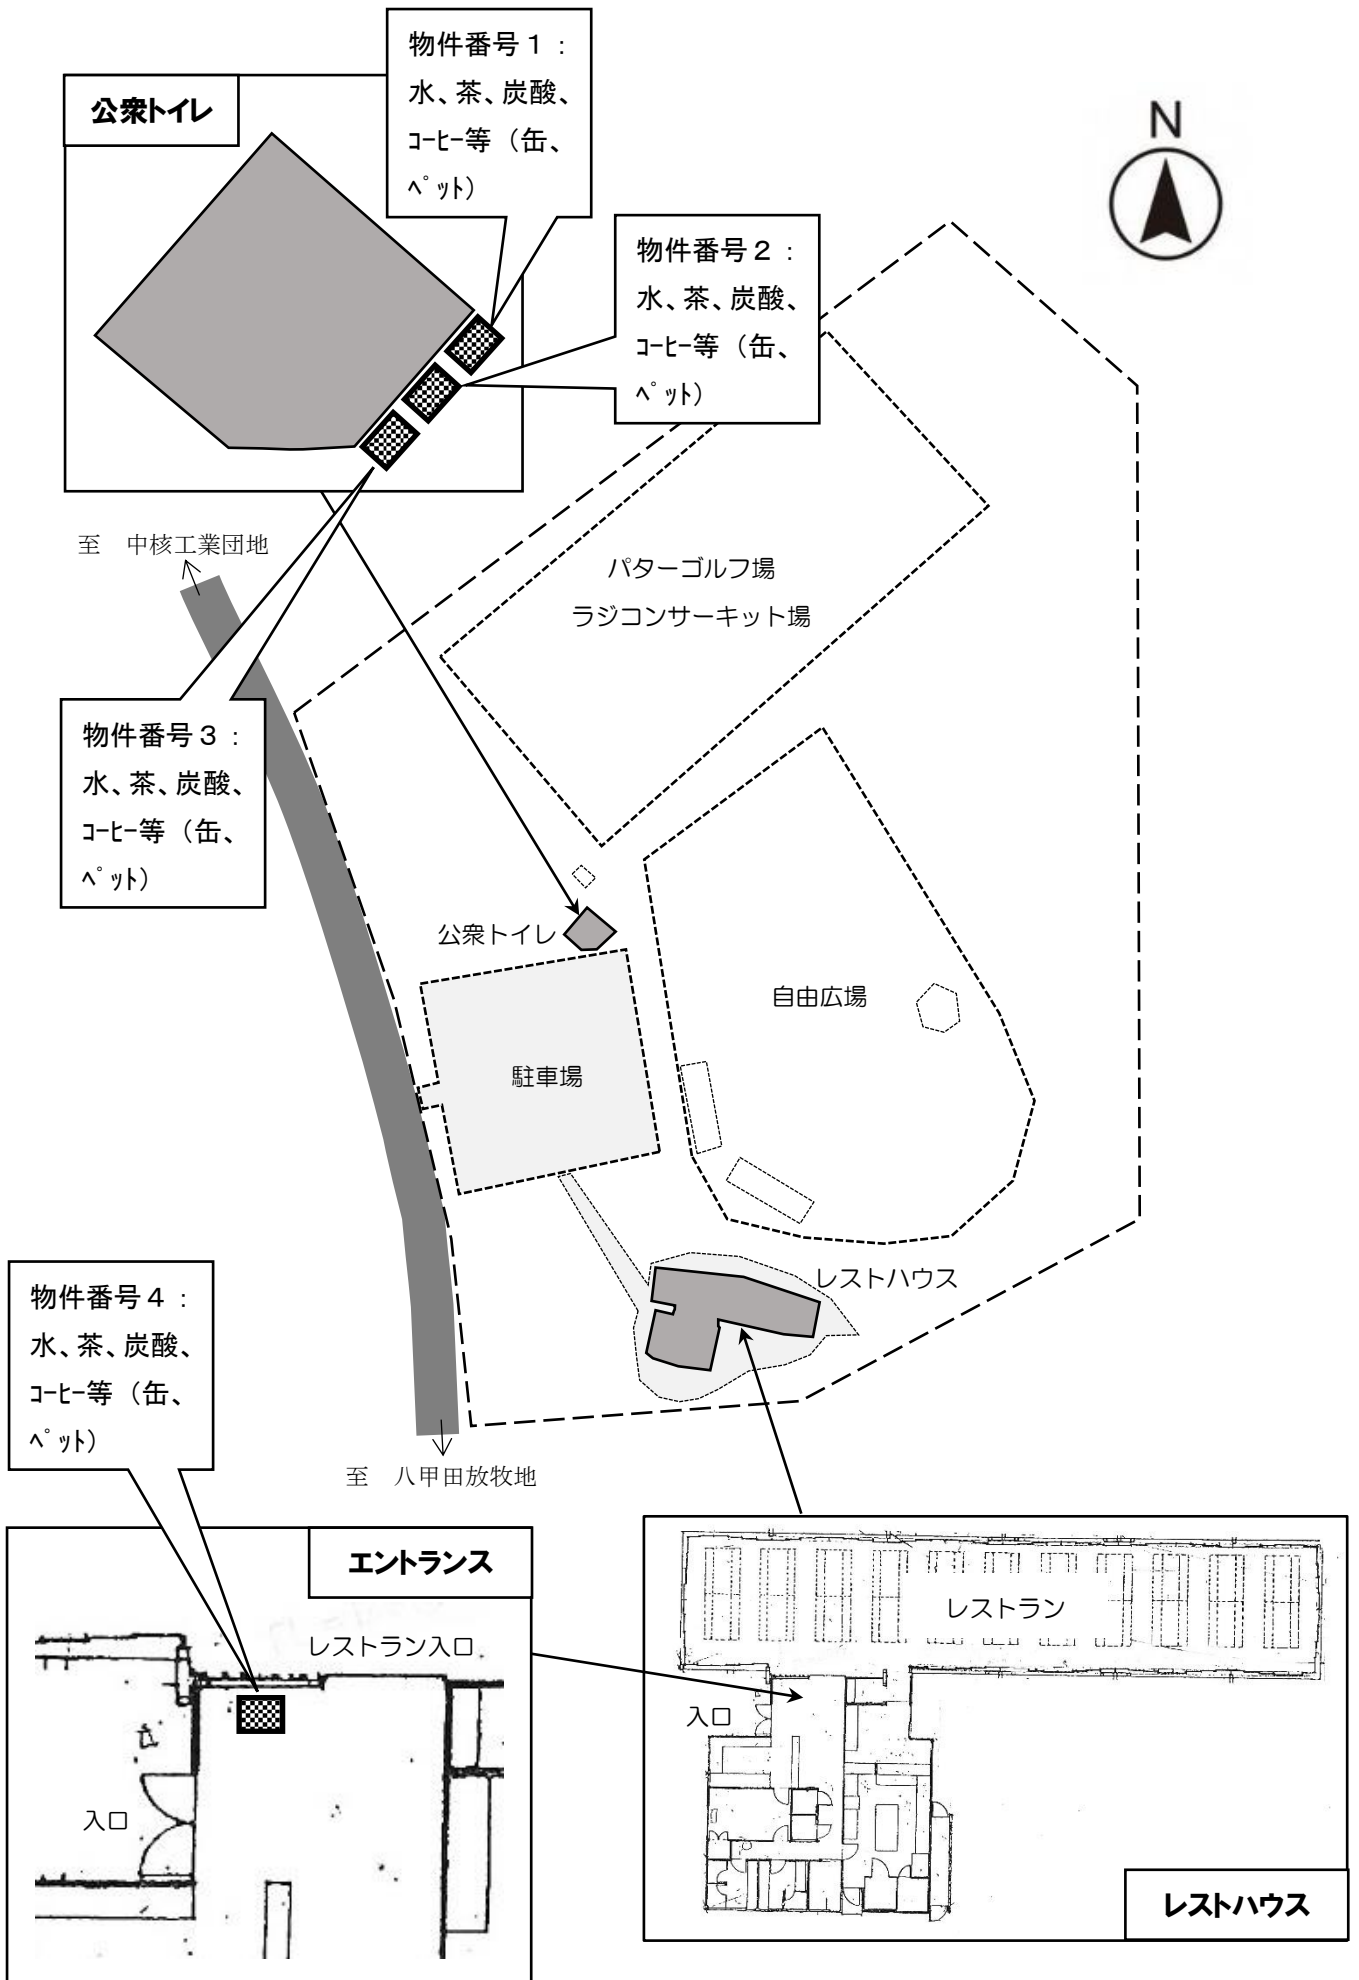 物件番号１：
水、茶、炭酸、
ｺｰﾋｰ等（缶、
ﾍﾟｯﾄ）
公衆トイレ
N
物件番号２：
水、茶、炭酸、
ｺｰﾋｰ等（缶、
ﾍﾟｯﾄ）
至　中核工業団地
パターゴルフ場
ラジコンサーキット場
物件番号３：
水、茶、炭酸、
ｺｰﾋｰ等（缶、
ﾍﾟｯﾄ）
公衆トイレ
自由広場
駐車場
レストハウス
物件番号４：
水、茶、炭酸、
ｺｰﾋｰ等（缶、
ﾍﾟｯﾄ）
至　八甲田放牧地
エントランス
レストラン入口
入口
レストラン
入口
レストハウス